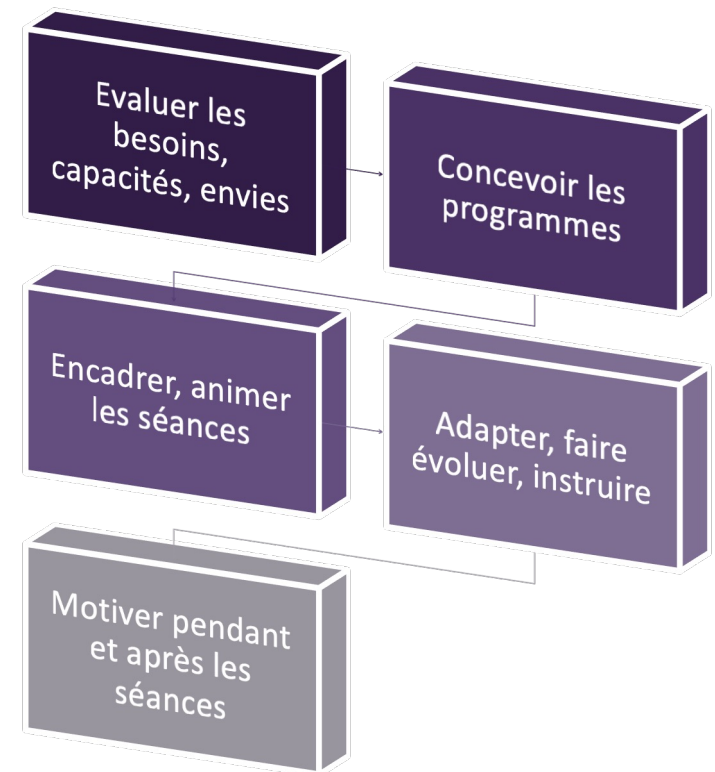 Evaluer les
besoins,
capacités, envies
Concevoir les
programmes
Encadrer, animer
les séances
Adapter, faire
évoluer, instruire
Motiver pendant
et après les
séances